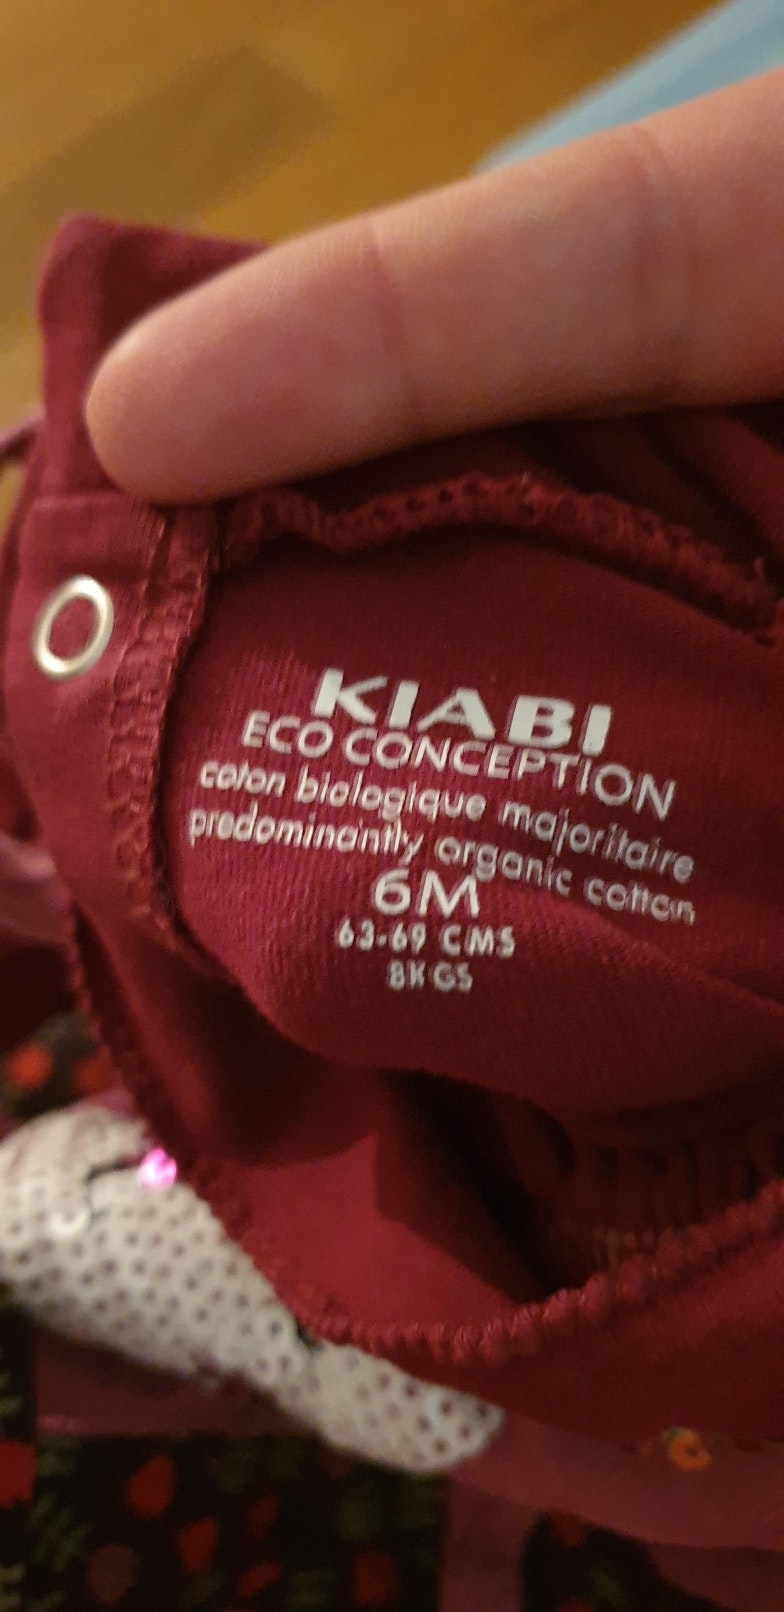 KIABI
ECO CONCEPTION
coton biologique majoritaire
predominantly organic cotton
6M
63-69 CMS
8KGS